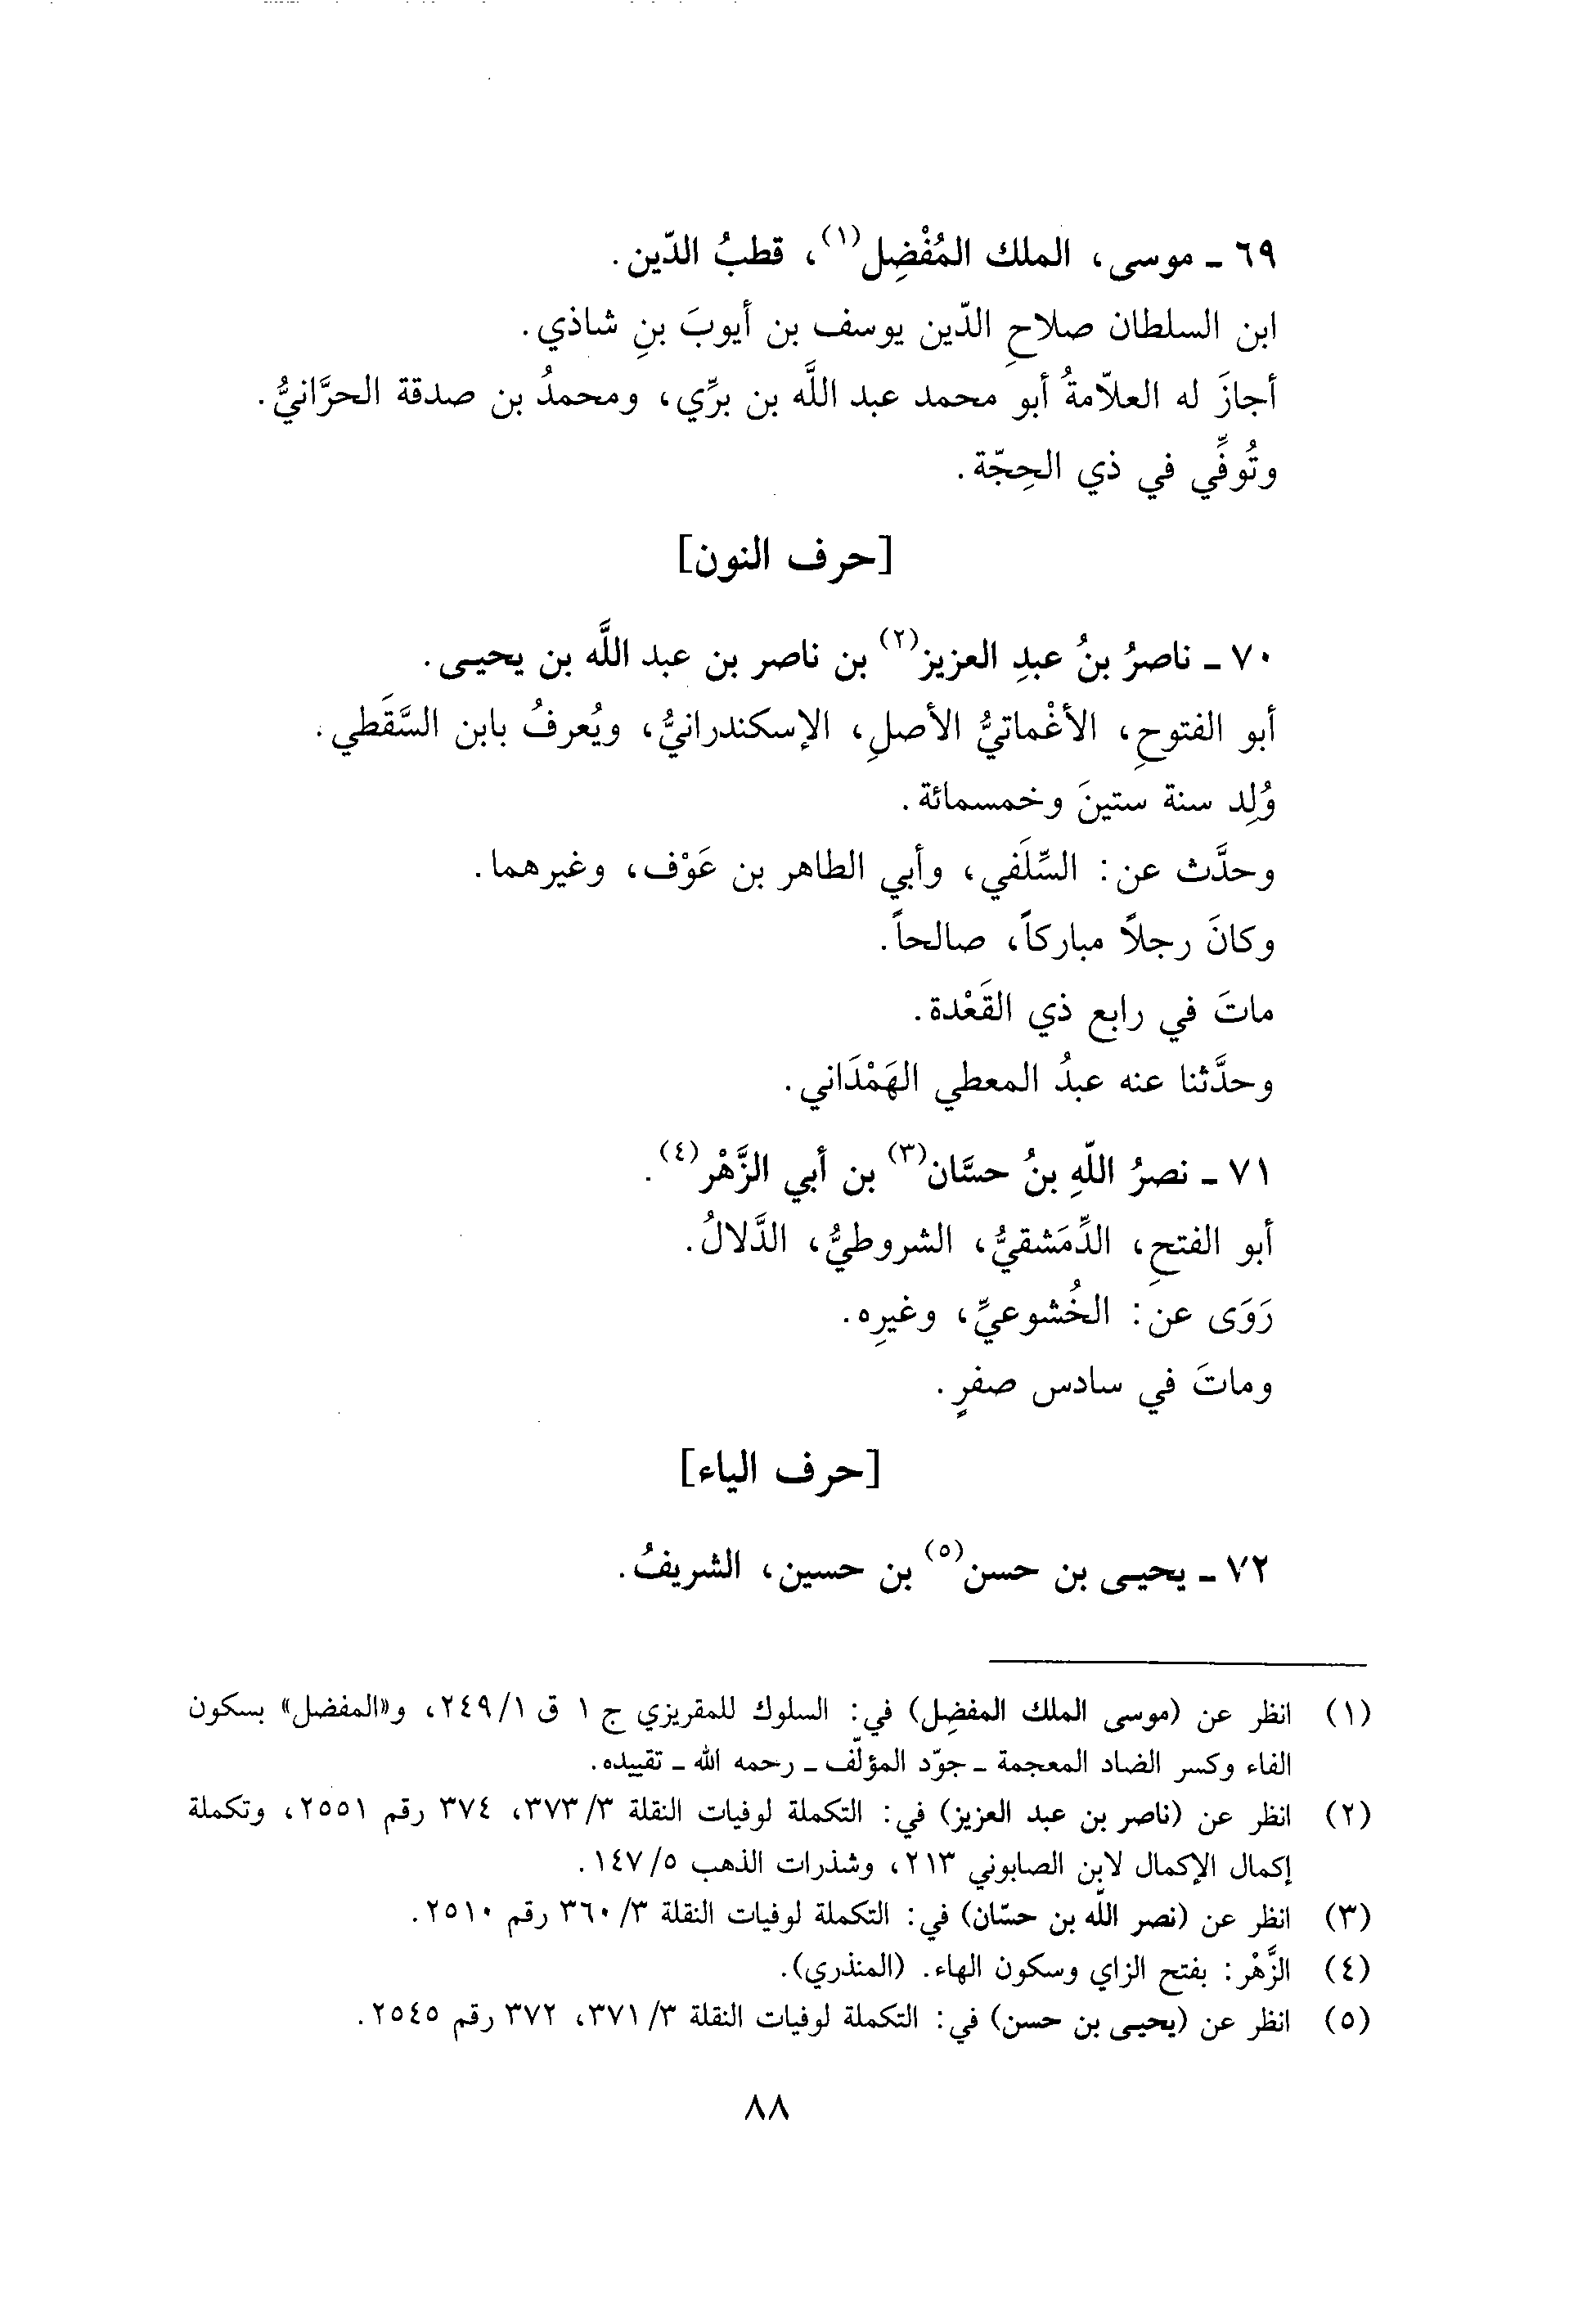 ٦٩ ـ موسى، الملك المُفْضِل(١)، قطبُ الدّين.
ابن السلطان صلاحِ الدّين يوسف بن أيوبَ بنِ شاذي.
أجازَ له العلاّمةُ أبو محمد عبد اللَّه بن برِّي، ومحمدُ بن صدقة الحرَّانيُّ.
وتُوفِّي في ذي الحِجّة.
[حرف النون]
٧٠ ـ ناصرُ بنُ عبدِ العزيز(٢) بن ناصر بن عبد اللَّه بن يحيـى.
أبو الفتوحِ، الأغْماتيُّ الأصلِ، الإسكندرانيُّ، ويُعرفُ بابن السَّقَطي.
وُلِد سنة ستينَ وخمسمائة.
وحدَّث عن: السِّلَفي، وأبي الطاهر بن عَوْف، وغيرهما.
وكانَ رجلاً مباركاً، صالحاً.
ماتَ في رابع ذي القَعْدة.
وحدَّثنا عنه عبدُ المعطي الهَمْدَاني.
٧١ ـ نصرُ اللّهِ بنُ حسَّان(٣) بن أبي الزَّهْر(٤).
أبو الفتحِ، الدِّمَشقيُّ، الشروطيُّ، الدَّلالُ.
رَوَى عن: الخُشوعيِّ، وغيرِه.
وماتَ في سادس صفرٍ.
[حرف الياء]
٧٢ ـ يحيـى بن حسن(٥) بن حسين، الشريفُ.
(١) انظر عن (موسى الملك المفضِل) في: السلوك للمقريزي ج ١ ق ٢٤٩/١، و«المفضل» بسكون
الفاء وكسر الضاد المعجمة ـ جوّد المؤلّف ـ رحمه الله ـ تقييده.
(٢) انظر عن (ناصر بن عبد العزيز) في: التكملة لوفيات النقلة ٣٧٣/٣، ٣٧٤ رقم ٢٥٥١، وتكملة
إكمال الإكمال لابن الصابوني ٢١٣، وشذرات الذهب ١٤٧/٥.
(٣) انظر عن (نصر اللّه بن حسّان) في: التكملة لوفيات النقلة ٣٦٠/٣ رقم ٢٥١٠.
(٤) الزَّهْر: بفتح الزاي وسكون الهاء. (المنذري).
(٥) انظر عن (يحيـى بن حسن) في: التكملة لوفيات النقلة ٣٧١/٣، ٣٧٢ رقم ٢٥٤٥.
٨٨